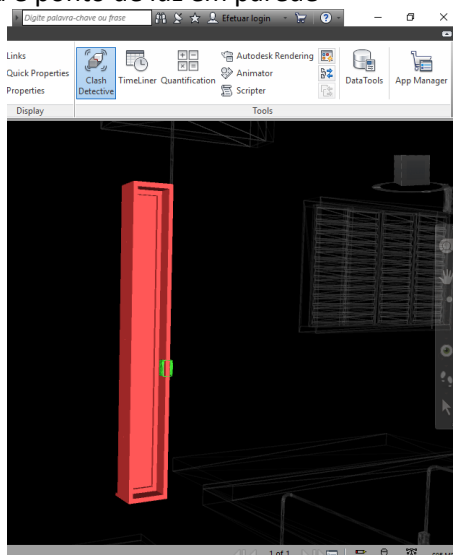 e ponto de luz em parede
Digite palavra-chave ou frase Efetuar login
Links
Quick Properties
Properties
Clash Detective
TimeLiner
Quantification
Autodesk Rendering
Animator
Scripter
DataTools
App Manager
Display
Tools
1 of 1